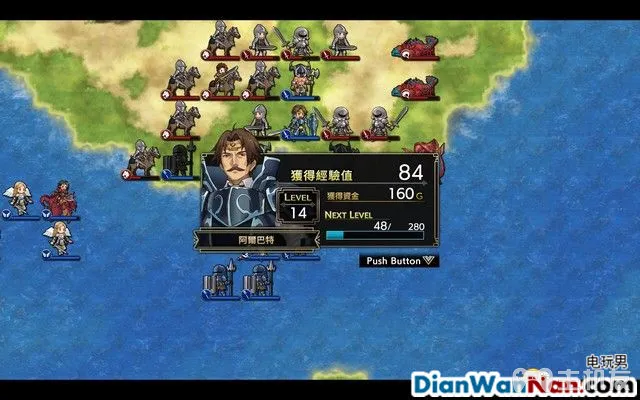 獲得經驗值 84
LEVEL
14
獲得資金 160 G
NEXT LEVEL
48/ 280
阿爾巴特
Push Button
电玩男
DianWanNan.com